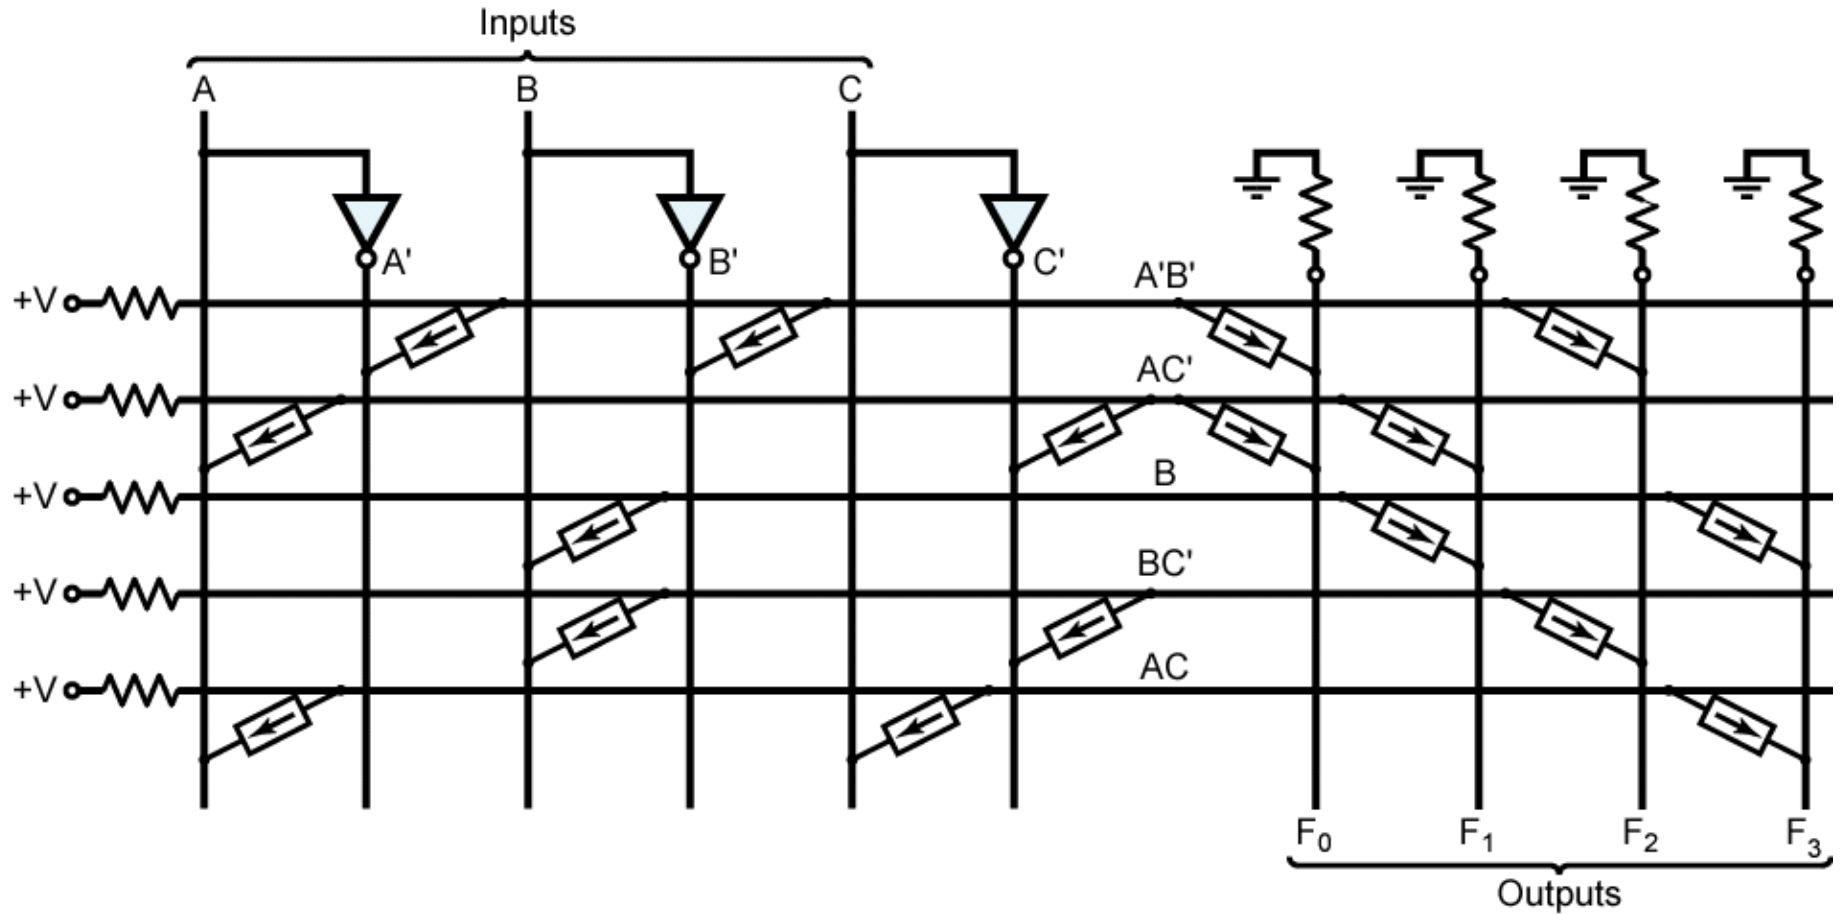 Inputs
A B C
A' B' C'
A'B'
+V
AC'
+V
B
+V
BC'
+V
AC
+V
F0 F1 F2 F3
Outputs